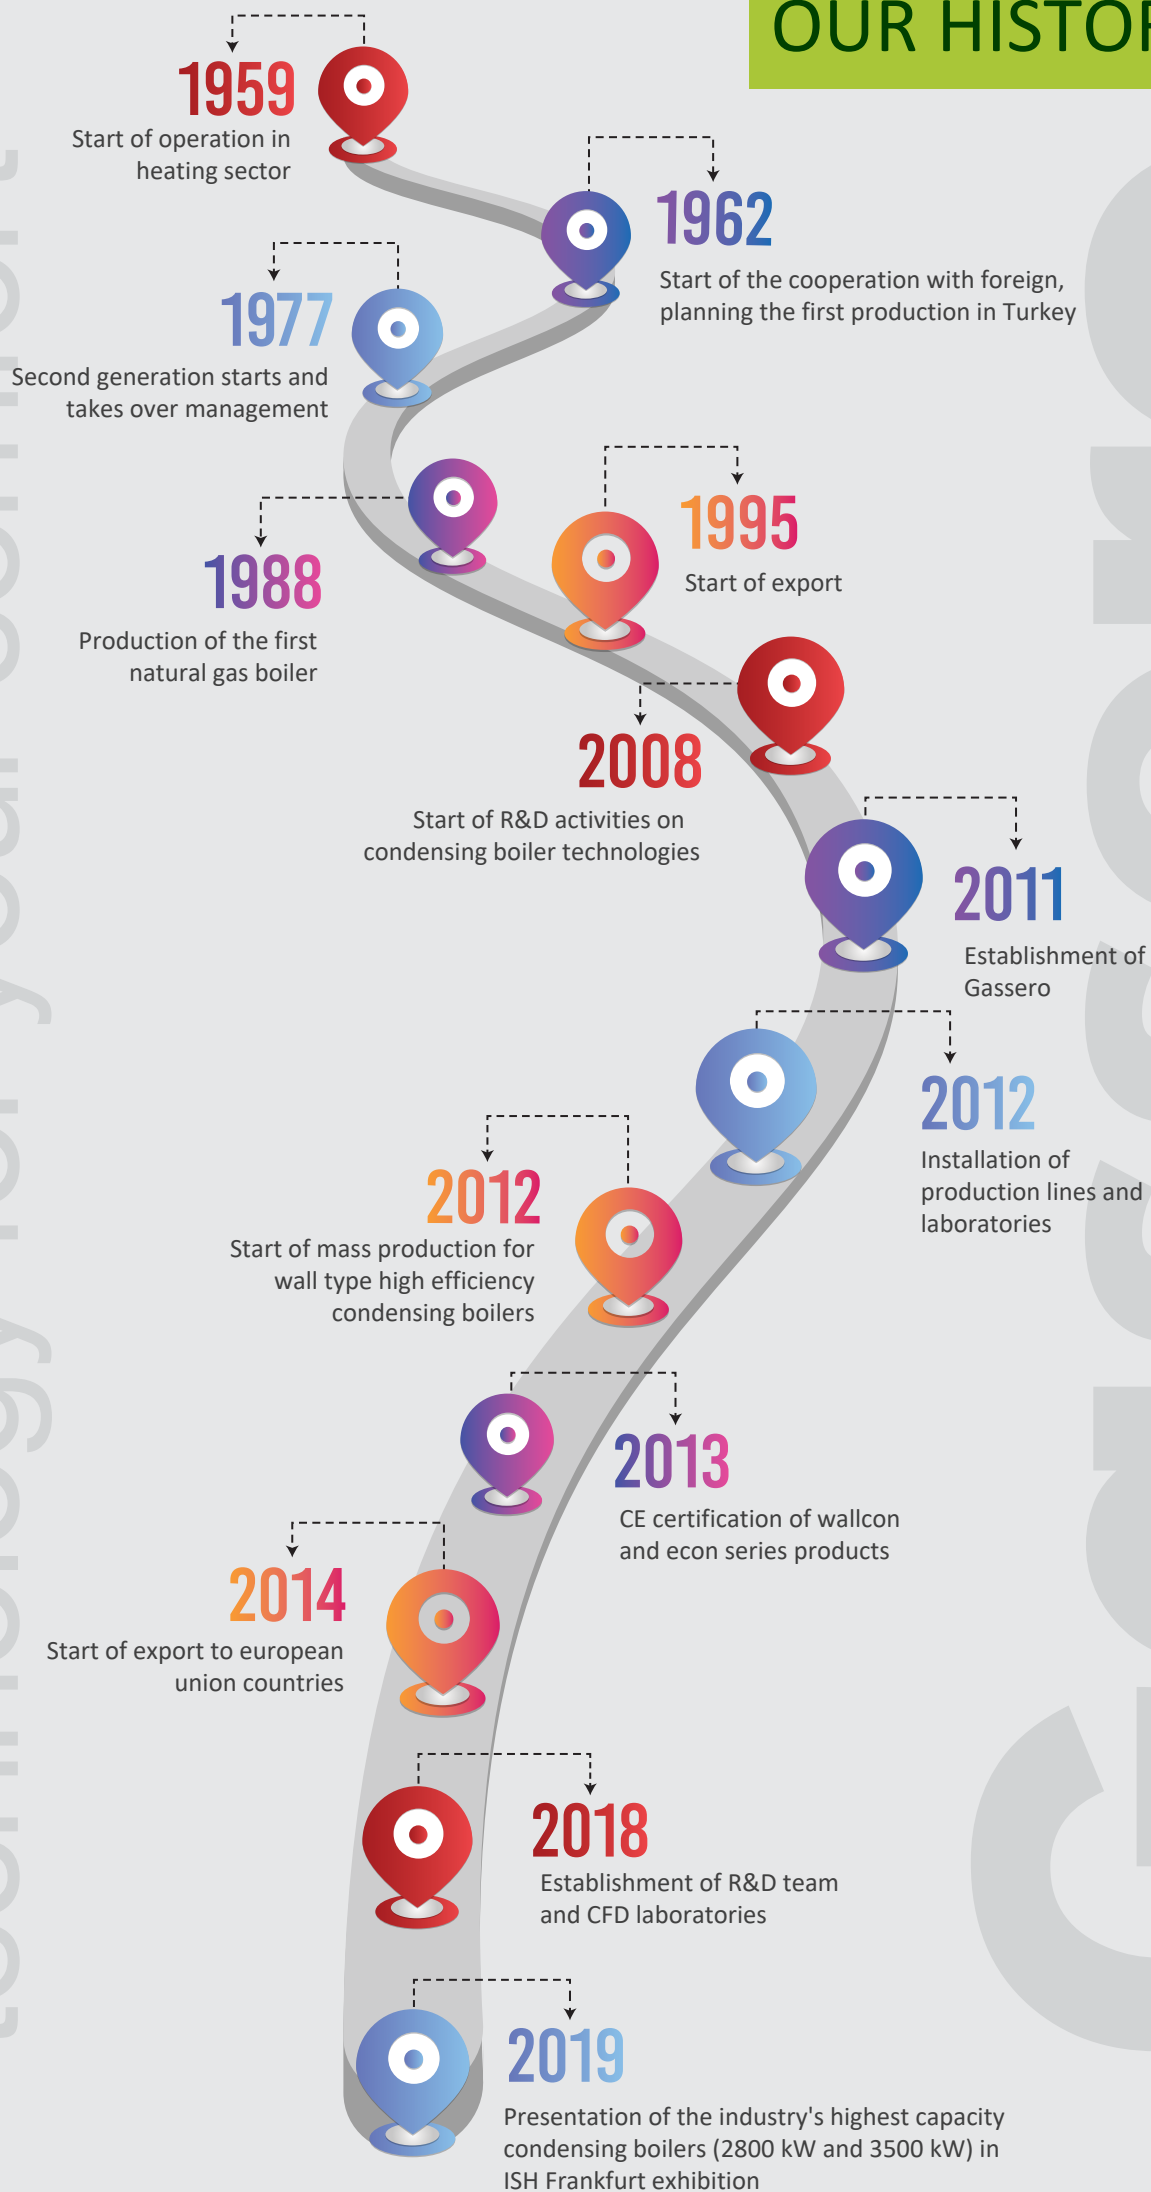 OUR HISTOR
1959
Start of operation in
heating sector
1962
Start of the cooperation with foreign,
planning the first production in Turkey
1977
Second generation starts and
takes over management
1988
Production of the first
natural gas boiler
1995
Start of export
2008
Start of R&D activities on
condensing boiler technologies
2011
Establishment of
Gassero
2012
Installation of
production lines and
laboratories
2012
Start of mass production for
wall type high efficiency
condensing boilers
2013
CE certification of wallcon
and econ series products
2014
Start of export to european
union countries
2018
Establishment of R&D team
and CFD laboratories
2019
Presentation of the industry's highest capacity
condensing boilers (2800 kW and 3500 kW) in
ISH Frankfurt exhibition